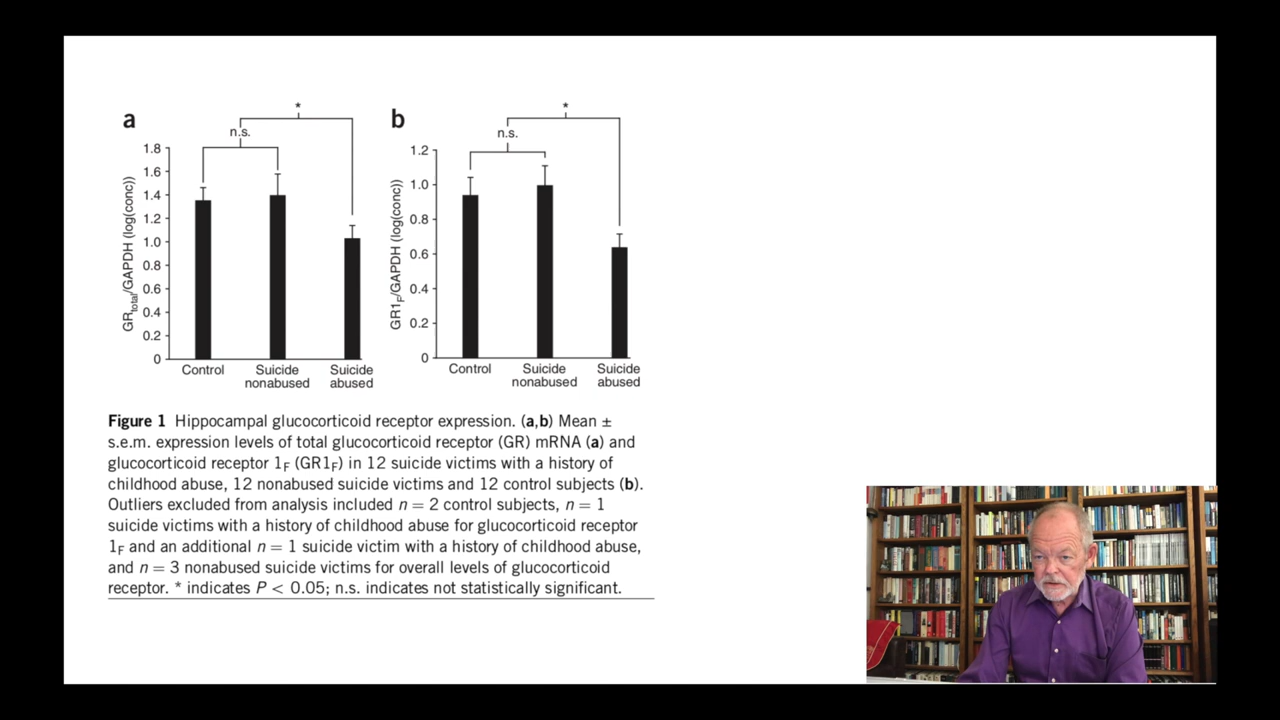 a
*
n.s.
1.8
1.6
1.4
1.2
1.0
0.8
0.6
0.4
0.2
0
GRtotal/GAPDH (log(conc))
Control
Suicide nonabused
Suicide abused
b
*
n.s.
1.2
1.0
0.8
0.6
0.4
0.2
0
GR1F/GAPDH (log(conc))
Control
Suicide nonabused
Suicide abused
Figure 1 Hippocampal glucocorticoid receptor expression. (a,b) Mean ±
s.e.m. expression levels of total glucocorticoid receptor (GR) mRNA (a) and
glucocorticoid receptor 1F (GR1F) in 12 suicide victims with a history of
childhood abuse, 12 nonabused suicide victims and 12 control subjects (b).
Outliers excluded from analysis included n = 2 control subjects, n = 1
suicide victims with a history of childhood abuse for glucocorticoid receptor
1F and an additional n = 1 suicide victim with a history of childhood abuse,
and n = 3 nonabused suicide victims for overall levels of glucocorticoid
receptor. * indicates P < 0.05; n.s. indicates not statistically significant.